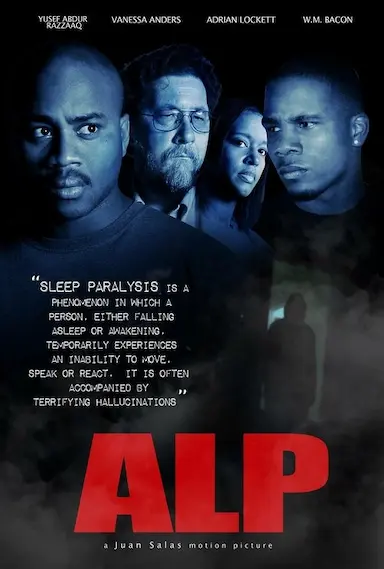 YUSEF ABDUR RAZZAAQ
VANESSA ANDERS
ADRIAN LOCKETT
W.M. BACON
“SLEEP PARALYSIS IS A
PHENOMENON IN WHICH A
PERSON, EITHER FALLING
ASLEEP OR AWAKENING,
TEMPORARILY EXPERIENCES
AN INABILITY TO MOVE,
SPEAK OR REACT. IT IS OFTEN
ACCOMPANIED BY
TERRIFYING HALLUCINATIONS”
ALP
a Juan Salas motion picture